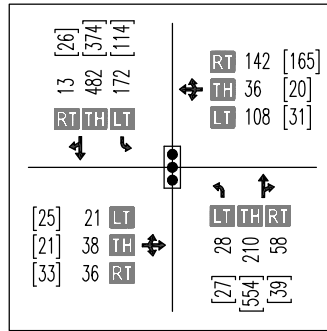 [26] [374] [114]
13 482 172
RT TH LT
RT 142 [165]
TH 36 [20]
LT 108 [31]
[25] 21 LT
[21] 38 TH
[33] 36 RT
LT TH RT
28 210 58
[27] [554] [39]